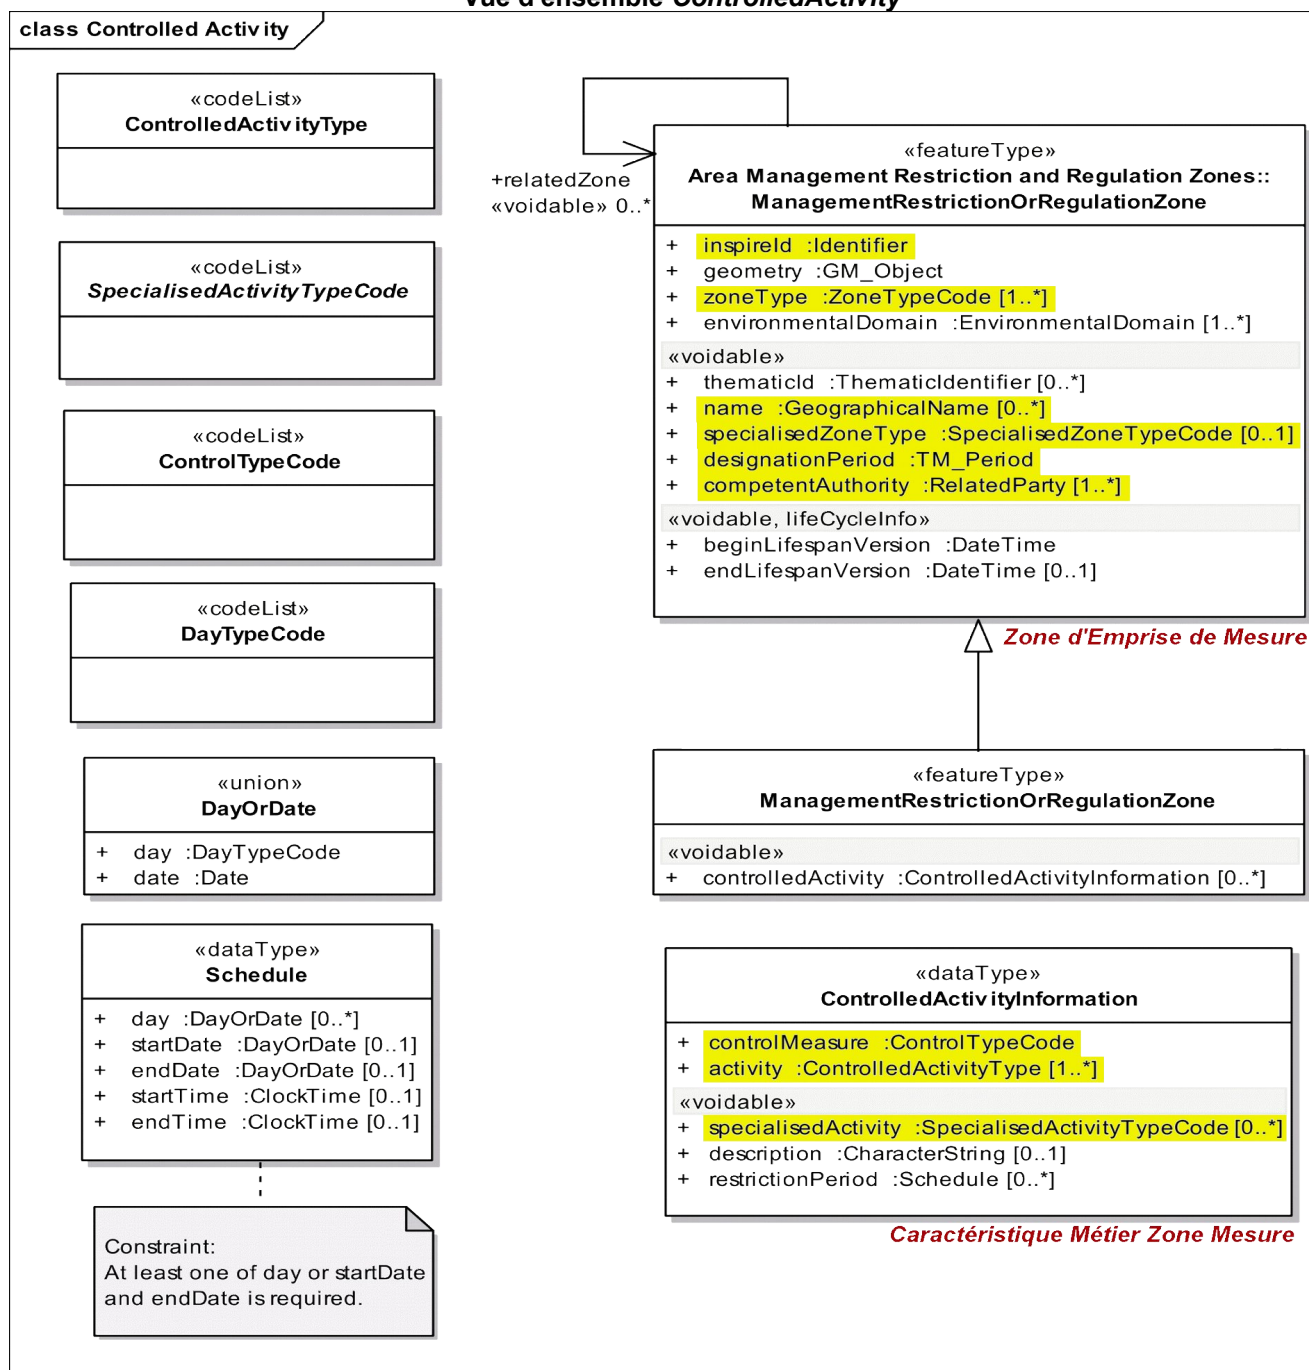 Vue d'ensemble ControlledActivity
class Controlled Activity
«codeList»
ControlledActivityType
«codeList»
SpecialisedActivityTypeCode
«codeList»
ControlTypeCode
«codeList»
DayTypeCode
«union»
DayOrDate
+ day :DayTypeCode
+ date :Date
«dataType»
Schedule
+ day :DayOrDate [0..*]
+ startDate :DayOrDate [0..1]
+ endDate :DayOrDate [0..1]
+ startTime :ClockTime [0..1]
+ endTime :ClockTime [0..1]
Constraint:
At least one of day or startDate
and endDate is required.
+relatedZone
«voidable» 0..*
«featureType»
Area Management Restriction and Regulation Zones::
ManagementRestrictionOrRegulationZone
+ inspireId :Identifier
+ geometry :GM_Object
+ zoneType :ZoneTypeCode [1..*]
+ environmentalDomain :EnvironmentalDomain [1..*]
«voidable»
+ thematicId :ThematicIdentifier [0..*]
+ name :GeographicalName [0..*]
+ specialisedZoneType :SpecialisedZoneTypeCode [0..1]
+ designationPeriod :TM_Period
+ competentAuthority :RelatedParty [1..*]
«voidable, lifeCycleInfo»
+ beginLifespanVersion :DateTime
+ endLifespanVersion :DateTime [0..1]
Zone d'Emprise de Mesure
«featureType»
ManagementRestrictionOrRegulationZone
«voidable»
+ controlledActivity :ControlledActivityInformation [0..*]
«dataType»
ControlledActivityInformation
+ controlMeasure :ControlTypeCode
+ activity :ControlledActivityType [1..*]
«voidable»
+ specialisedActivity :SpecialisedActivityTypeCode [0..*]
+ description :CharacterString [0..1]
+ restrictionPeriod :Schedule [0..*]
Caractéristique Métier Zone Mesure